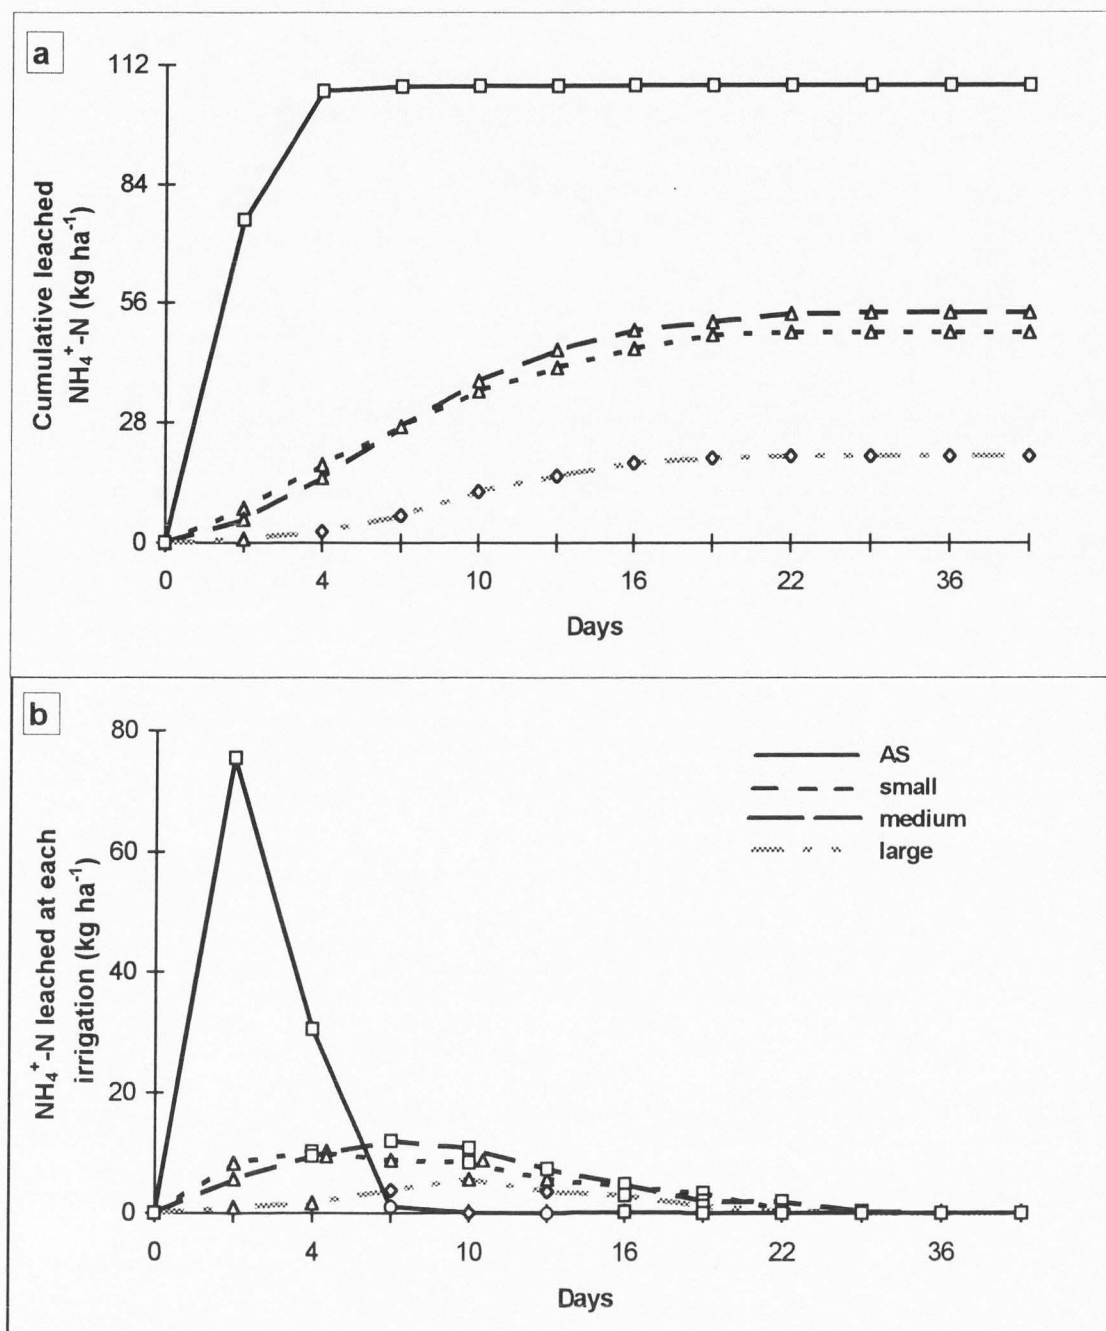 a
112
84
56
28
0
Cumulative leached
NH₄⁺-N (kg ha⁻¹)
0 4 10 16 22 36
Days
b
80
60
40
20
0
NH₄⁺-N leached at each
irrigation (kg ha⁻¹)
AS
small
medium
large
0 4 10 16 22 36
Days